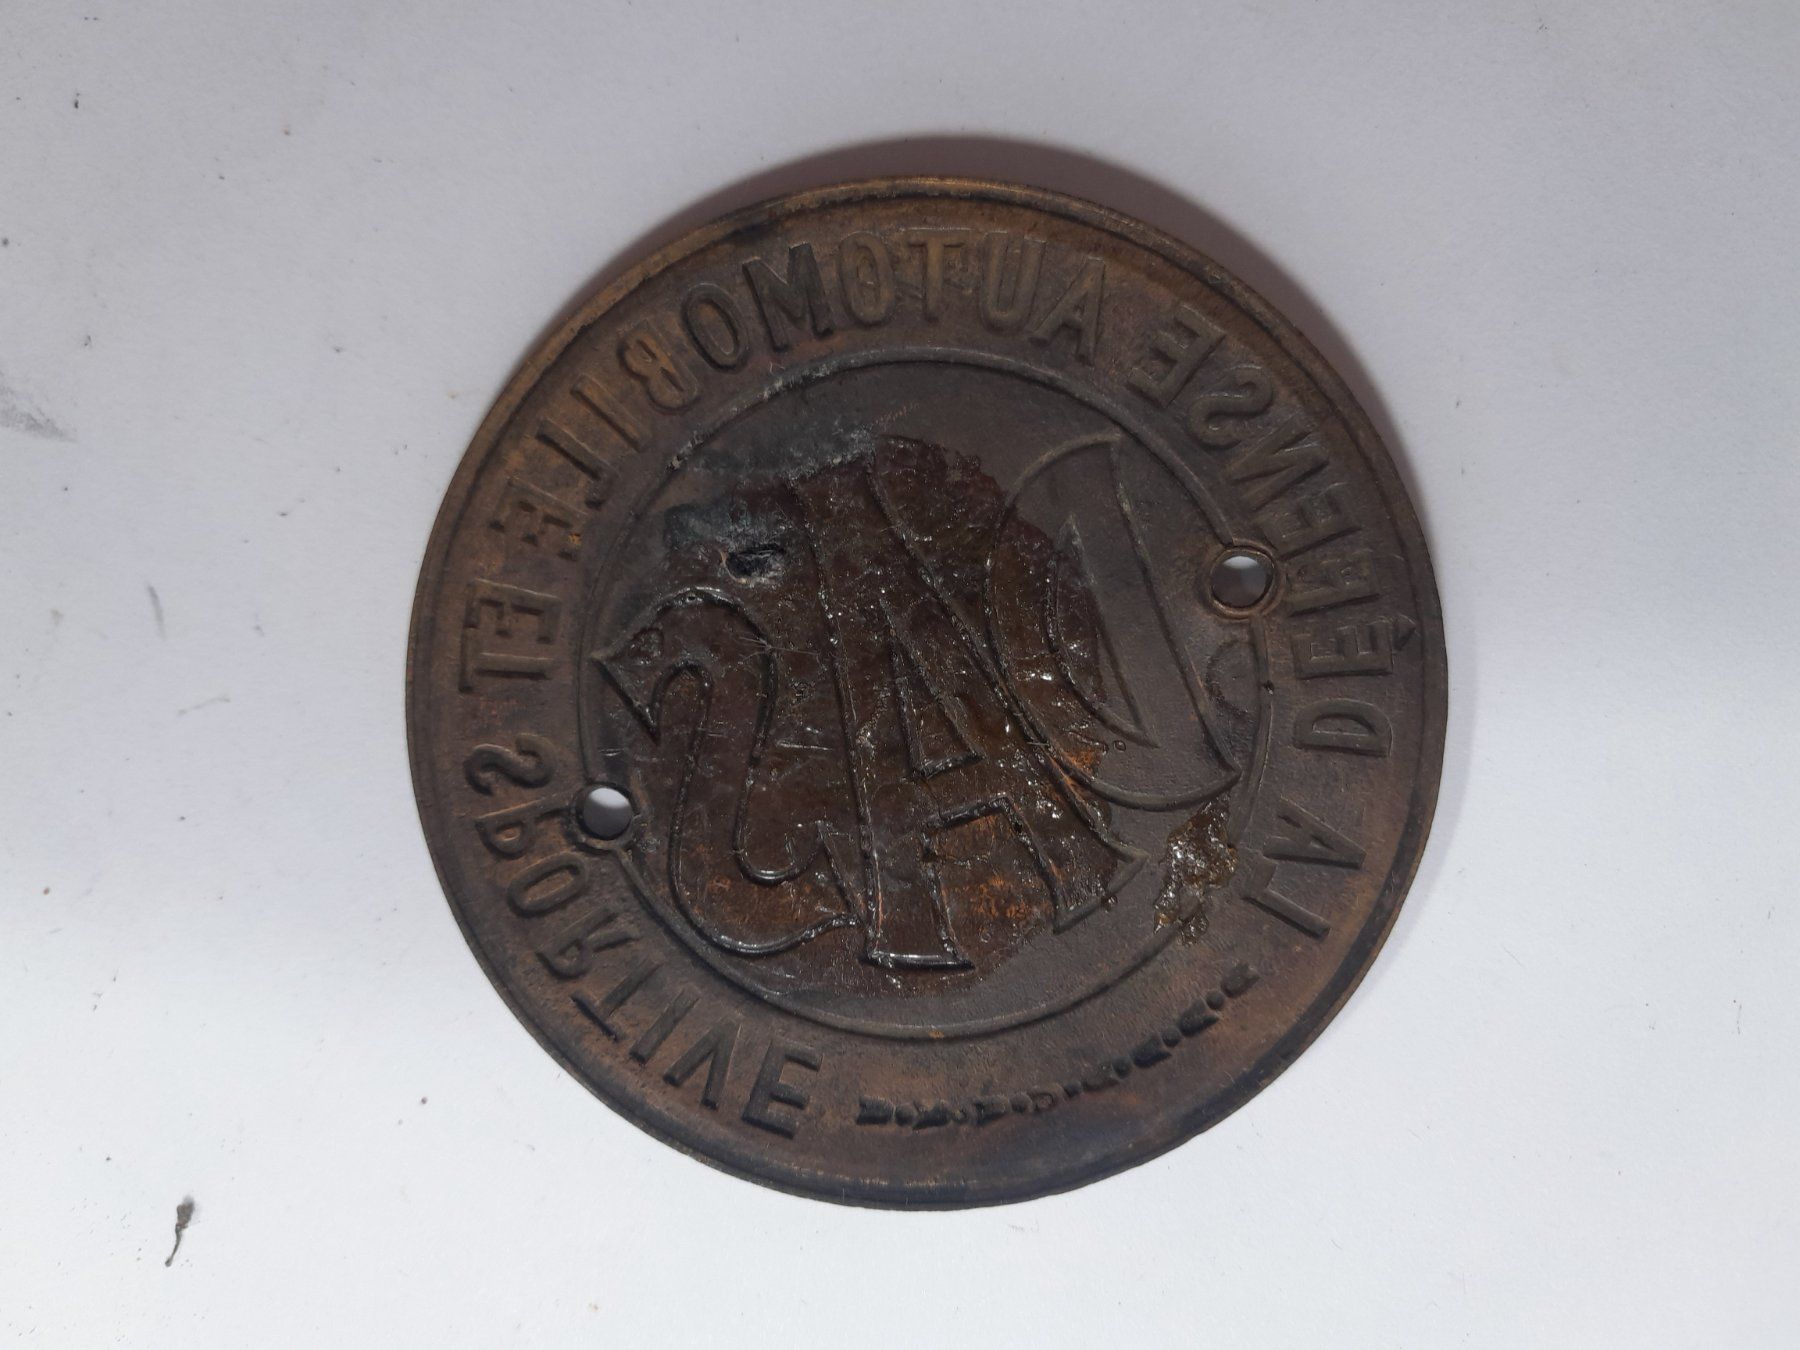 LA DÉFENSE AUTOMOBILE ET SPORTIVE
DAS